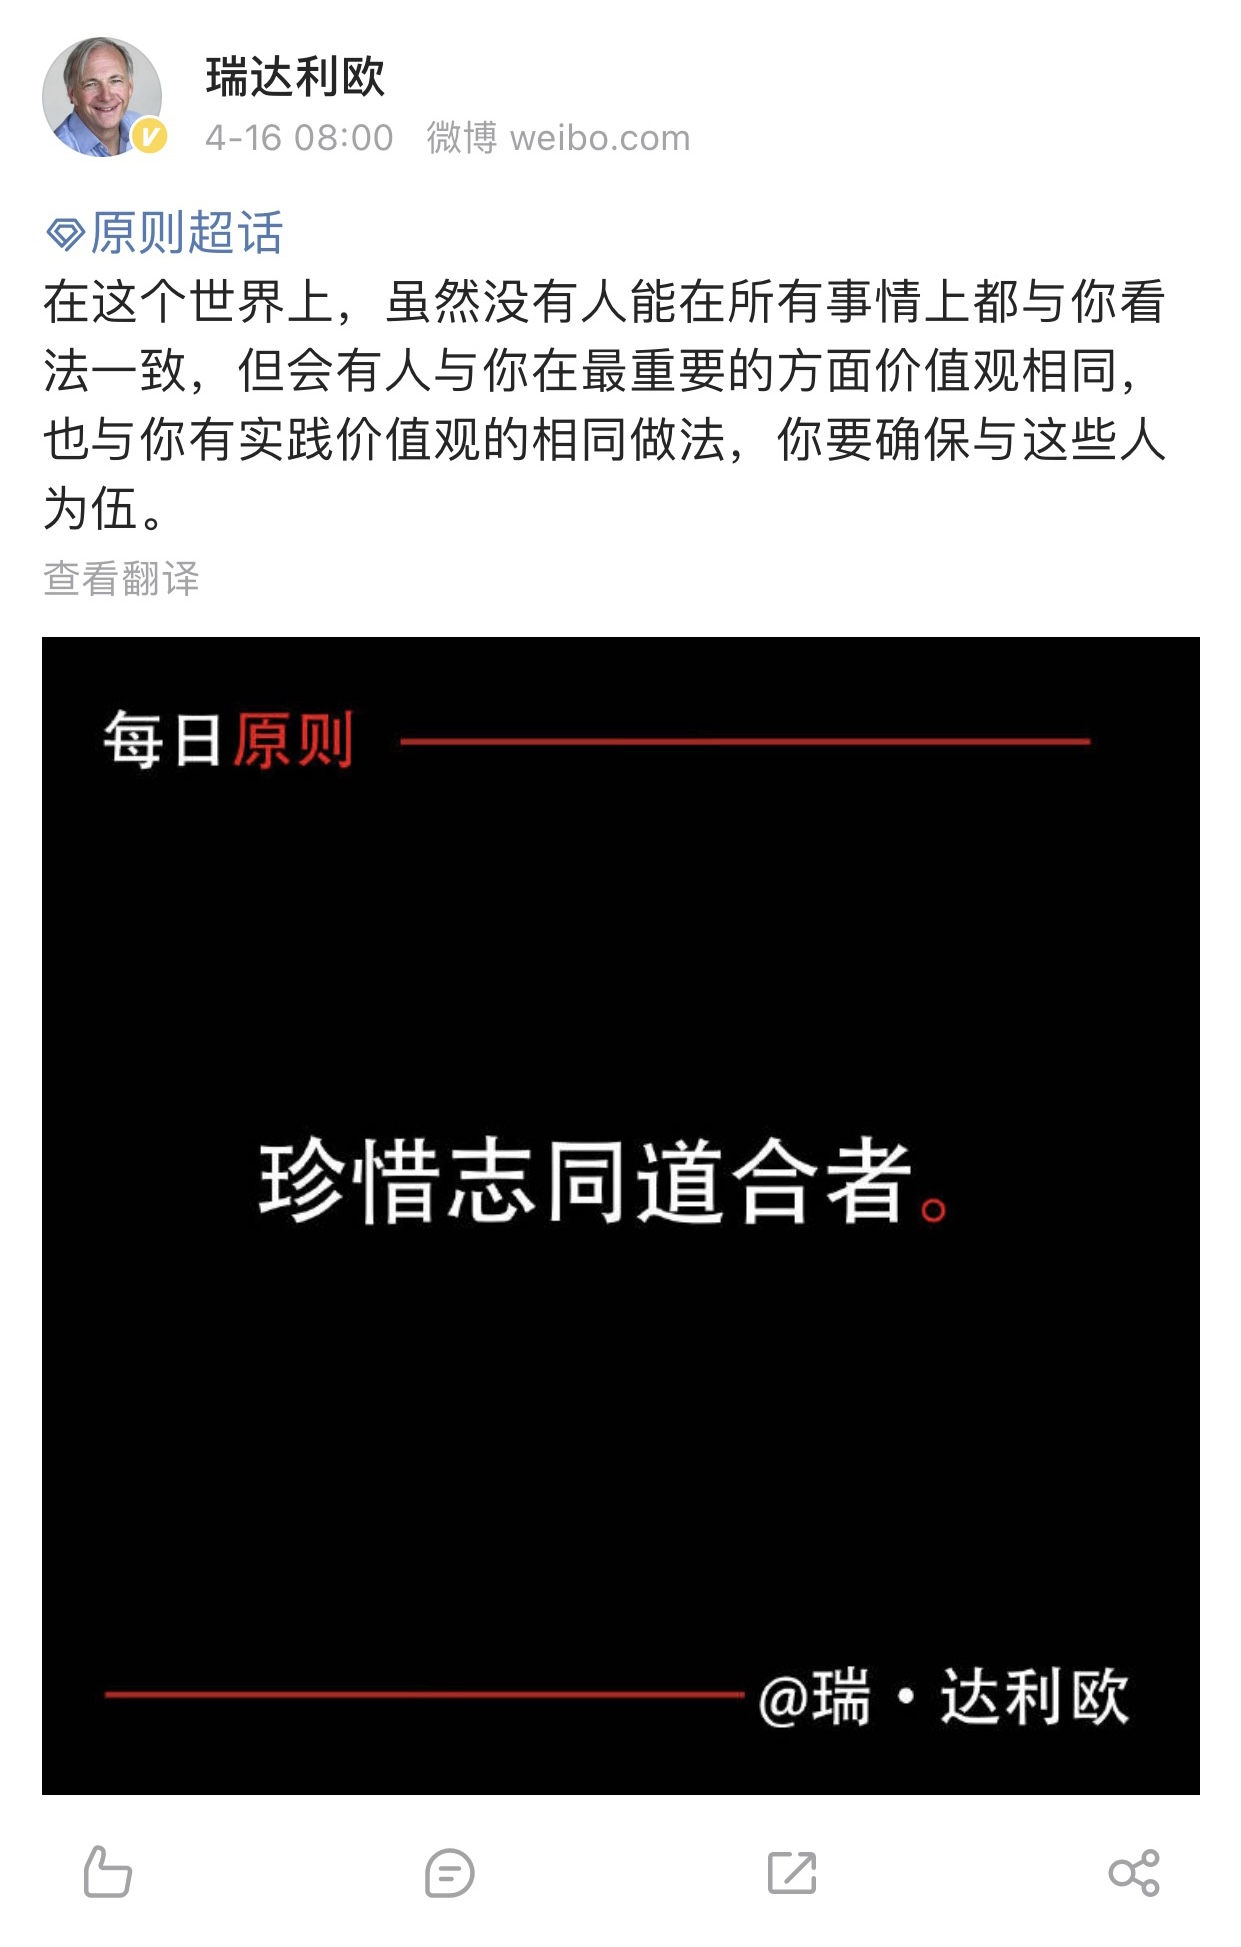 瑞达利欧
4-16 08:00 微博 weibo.com
原则超话
在这个世界上，虽然没有人能在所有事情上都与你看
法一致，但会有人与你在最重要的方面价值观相同，
也与你有实践价值观的相同做法，你要确保与这些人
为伍。
查看翻译
每日原则
珍惜志同道合者。
@瑞·达利欧